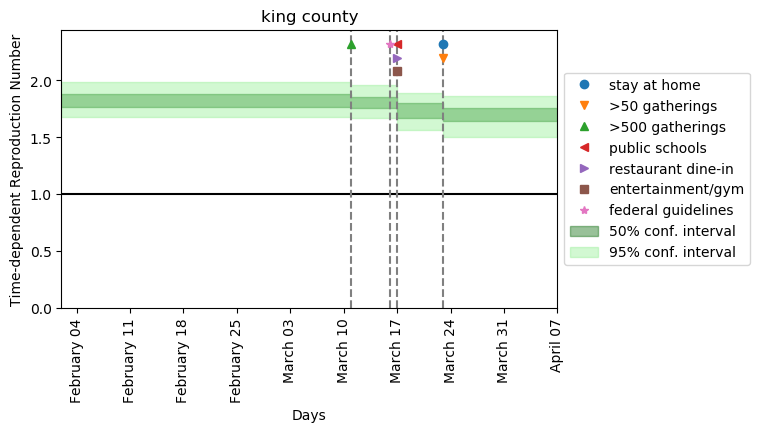 king county
Time-dependent Reproduction Number
2.0
1.5
1.0
0.5
0.0
February 04
February 11
February 18
February 25
March 03
March 10
March 17
March 24
March 31
April 07
Days
stay at home
>50 gatherings
>500 gatherings
public schools
restaurant dine-in
entertainment/gym
federal guidelines
50% conf. interval
95% conf. interval